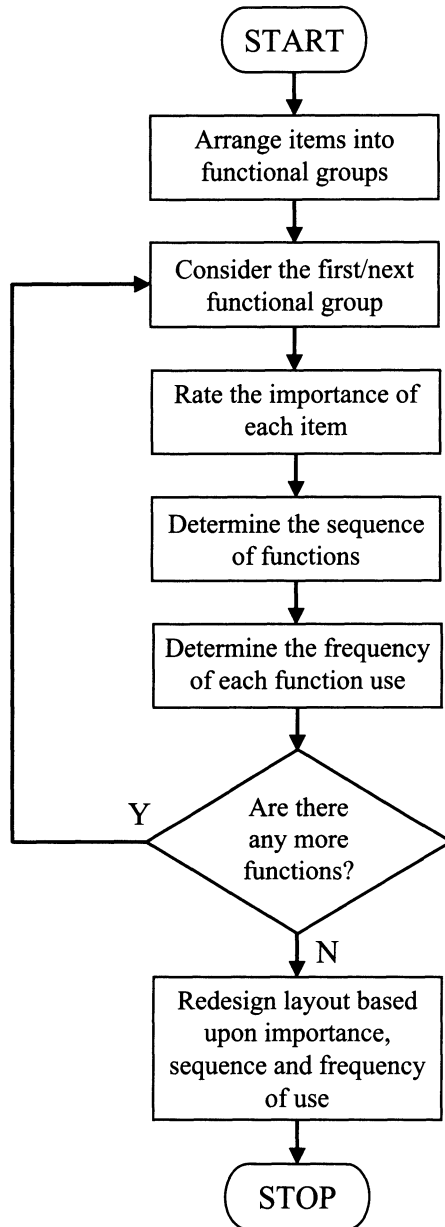 START
Arrange items into
functional groups
Consider the first/next
functional group
Rate the importance of
each item
Determine the sequence
of functions
Determine the frequency
of each function use
Y
Are there
any more
functions?
N
Redesign layout based
upon importance,
sequence and frequency
of use
STOP